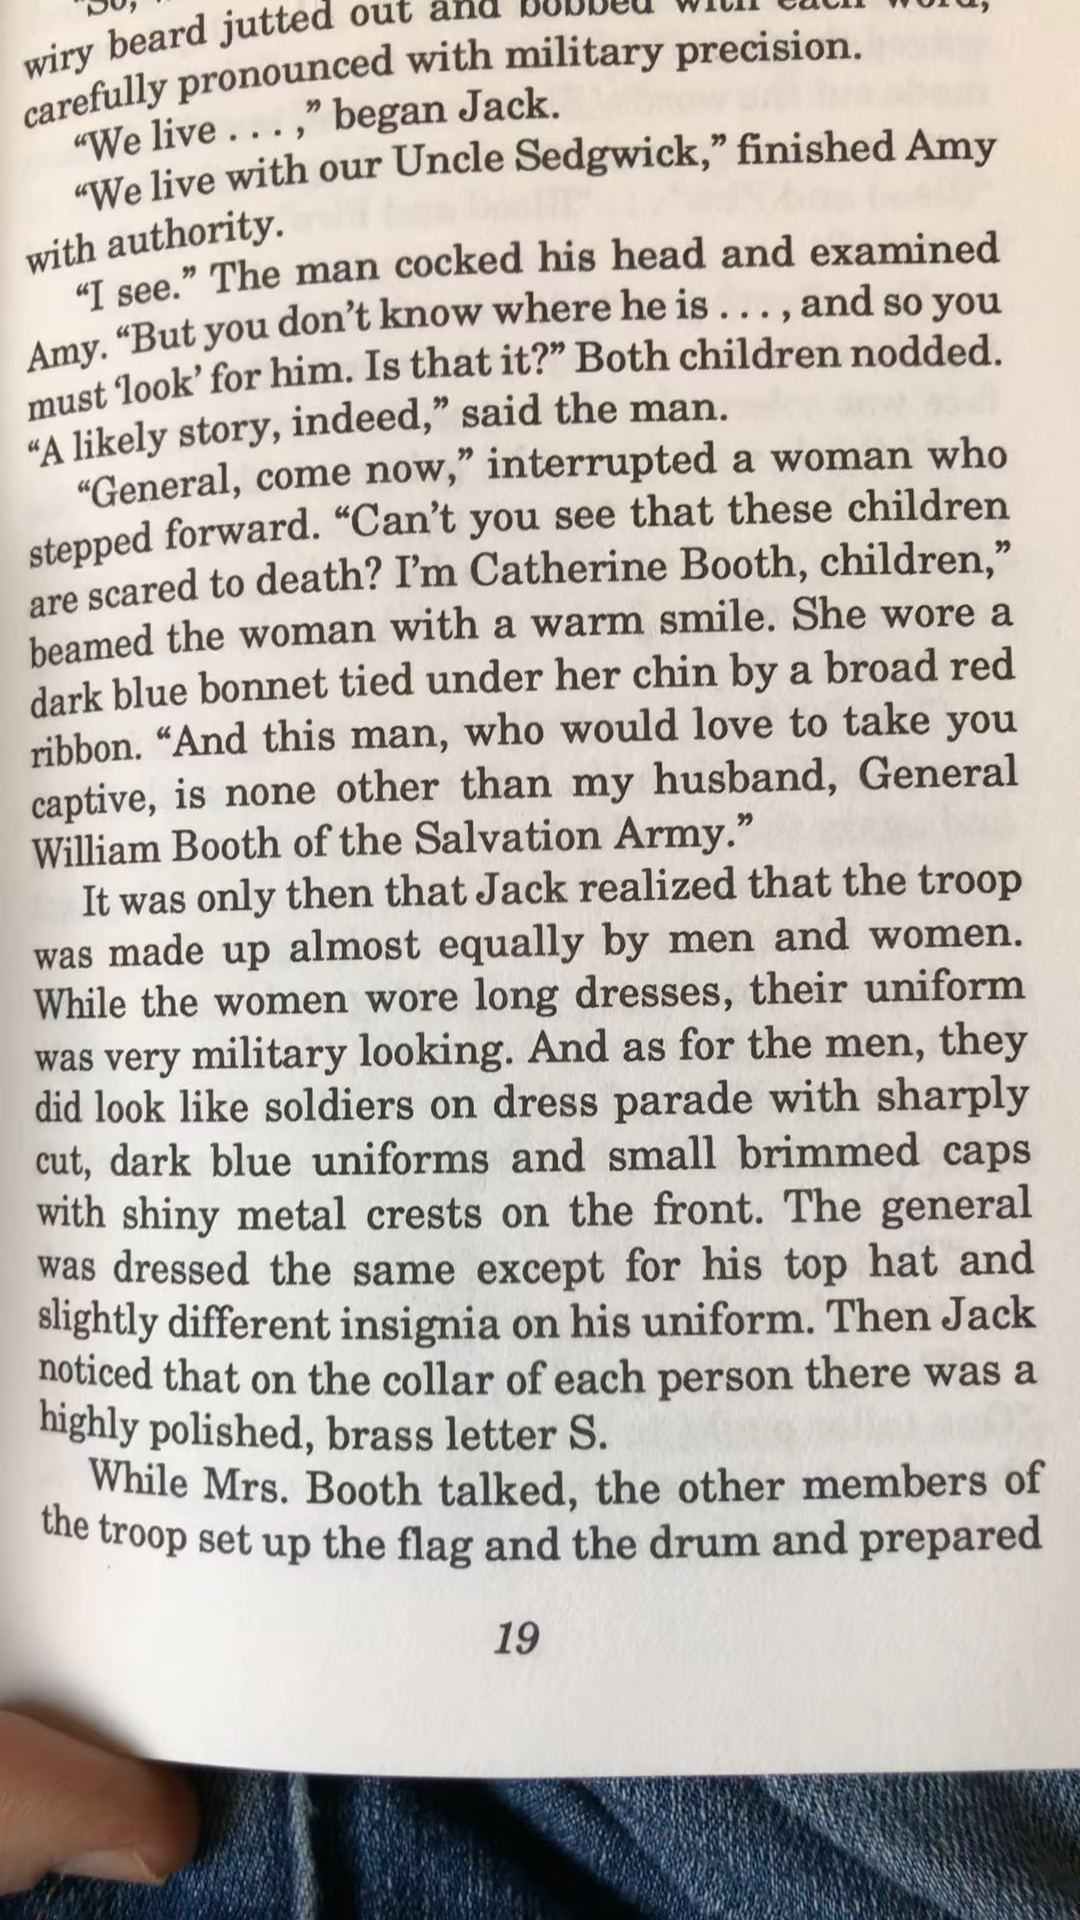 "So,
wiry beard jutted out and bobbed with each word,
carefully pronounced with military precision.
"We live . . . ," began Jack.
"We live with our Uncle Sedgwick," finished Amy
with authority.
"I see." The man cocked his head and examined
Amy. "But you don't know where he is . . . , and so you
must 'look' for him. Is that it?" Both children nodded.
"A likely story, indeed," said the man.
"General, come now," interrupted a woman who
stepped forward. "Can't you see that these children
are scared to death? I'm Catherine Booth, children,"
beamed the woman with a warm smile. She wore a
dark blue bonnet tied under her chin by a broad red
ribbon. "And this man, who would love to take you
captive, is none other than my husband, General
William Booth of the Salvation Army."
It was only then that Jack realized that the troop
was made up almost equally by men and women.
While the women wore long dresses, their uniform
was very military looking. And as for the men, they
did look like soldiers on dress parade with sharply
cut, dark blue uniforms and small brimmed caps
with shiny metal crests on the front. The general
was dressed the same except for his top hat and
slightly different insignia on his uniform. Then Jack
noticed that on the collar of each person there was a
highly polished, brass letter S.
While Mrs. Booth talked, the other members of
the troop set up the flag and the drum and prepared
19